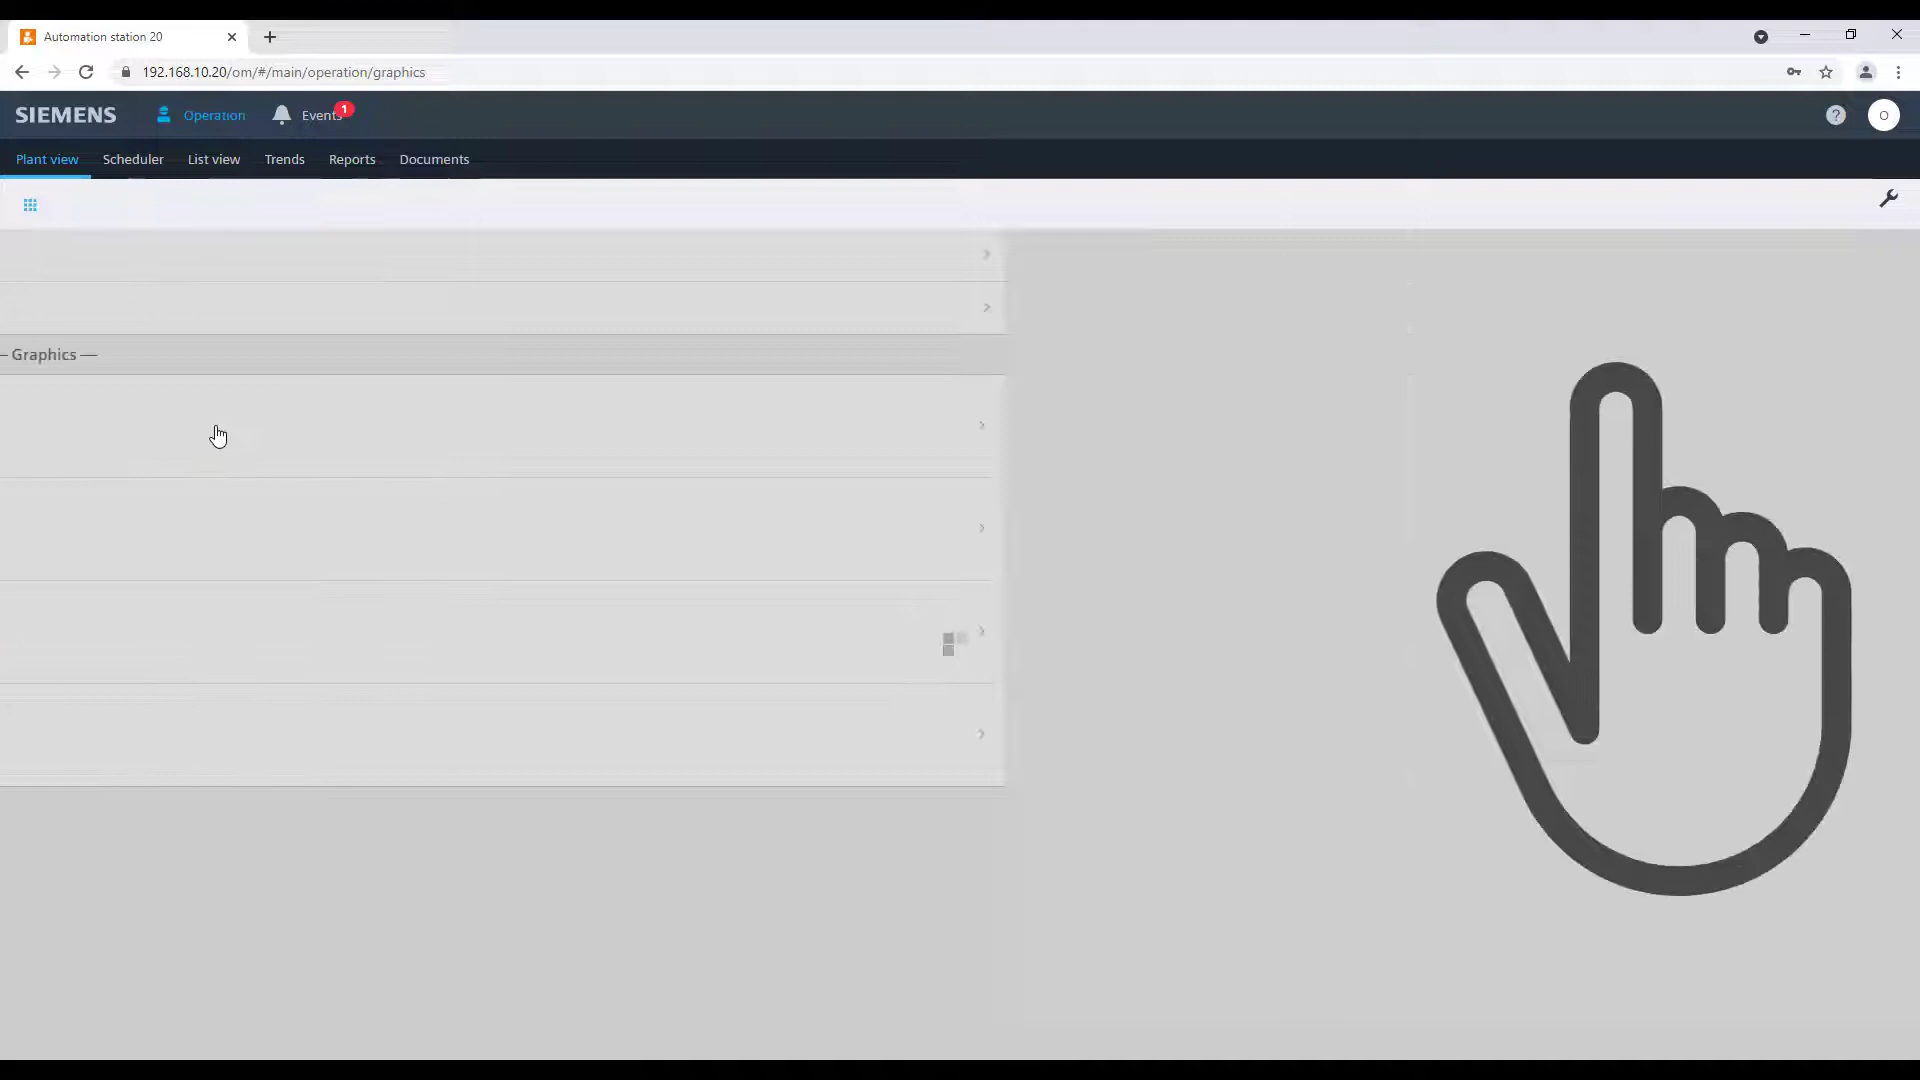 Automation station 20
192.168.10.20/om/#/main/operation/graphics
SIEMENS Operation Events 1 ? O
Plant view Scheduler List view Trends Reports Documents
— Graphics —